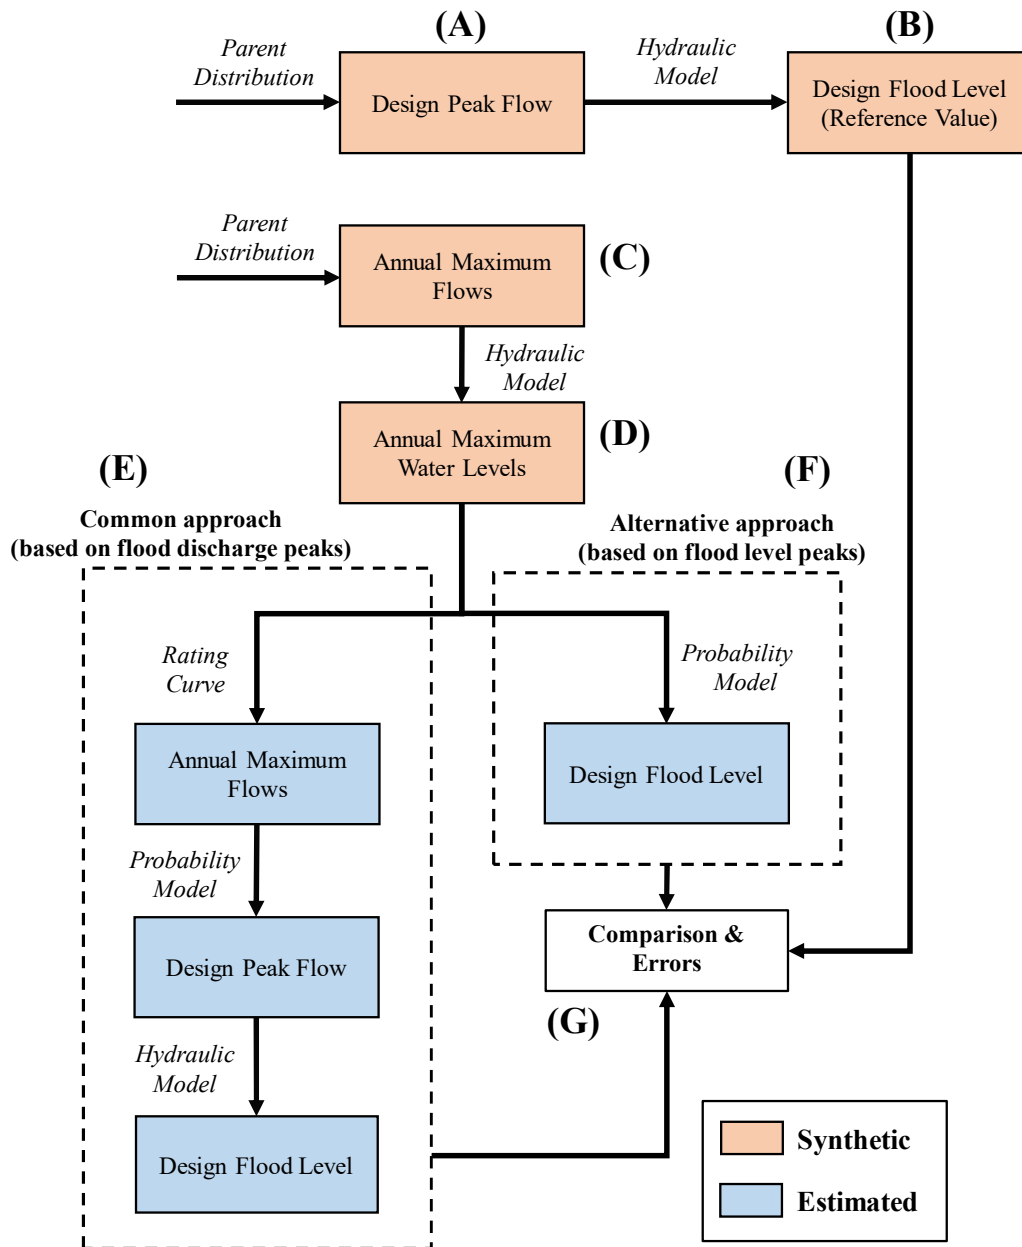 (A)
(B)
Parent
Distribution
Design Peak Flow
Hydraulic
Model
Design Flood Level
(Reference Value)
Parent
Distribution
Annual Maximum
Flows
(C)
Hydraulic
Model
Annual Maximum
Water Levels
(D)
(E)
Common approach
(based on flood discharge peaks)
(F)
Alternative approach
(based on flood level peaks)
Rating
Curve
Probability
Model
Annual Maximum
Flows
Design Flood Level
Probability
Model
Design Peak Flow
Comparison &
Errors
(G)
Hydraulic
Model
Design Flood Level
Synthetic
Estimated